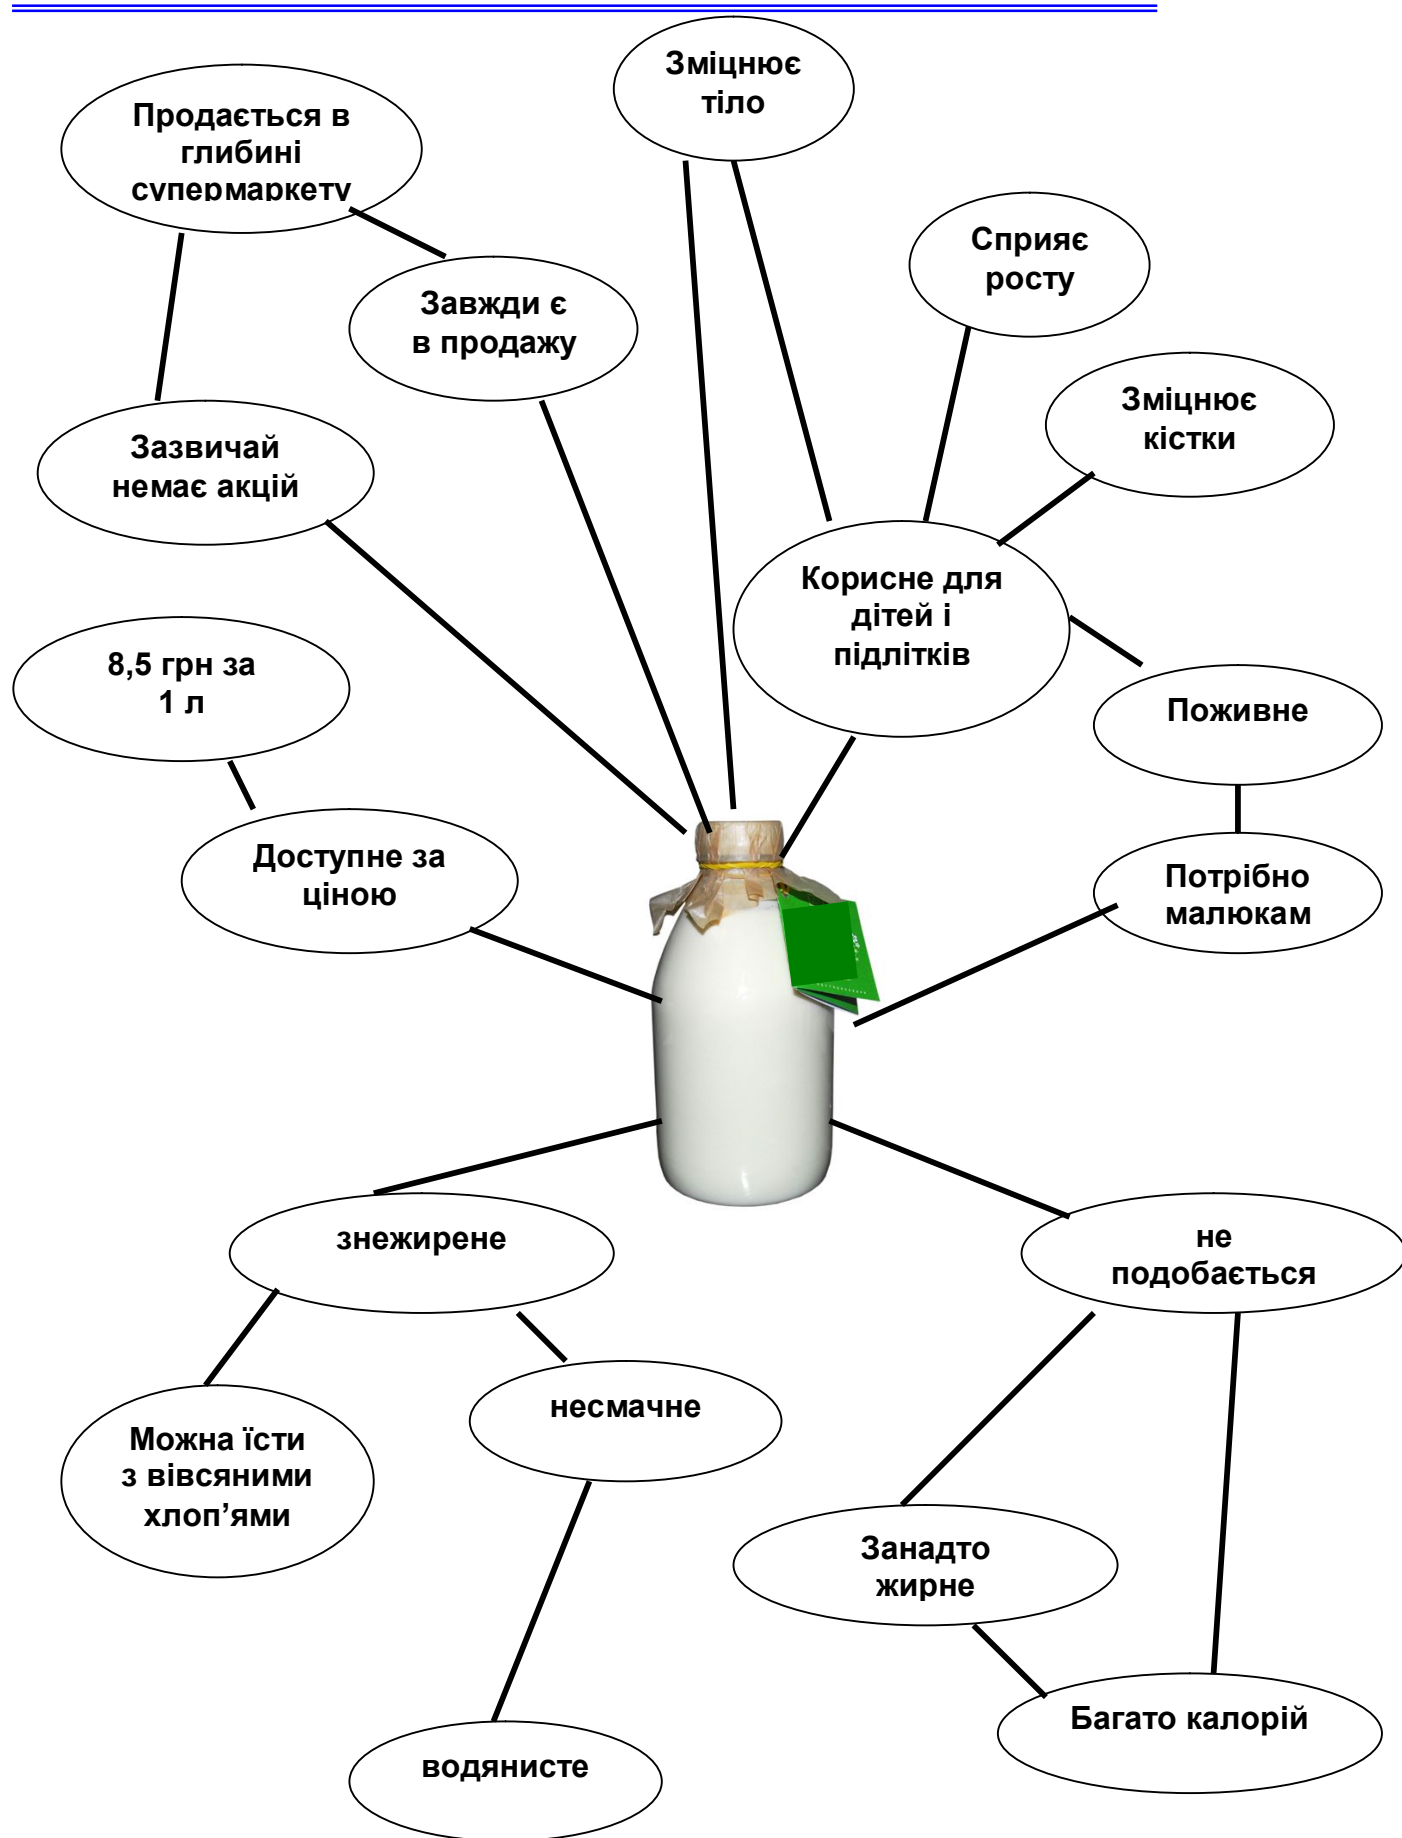 Зміцнює
тіло
Продається в
глибині
супермаркету
Сприяє
росту
Завжди є
в продажу
Зміцнює
кістки
Зазвичай
немає акцій
Корисне для
дітей і
підлітків
8,5 грн за
1 л
Поживне
Доступне за
ціною
Потрібно
малюкам
знежирене
не
подобається
несмачне
Можна їсти
з вівсяними
хлоп’ями
Занадто
жирне
Багато калорій
водянисте